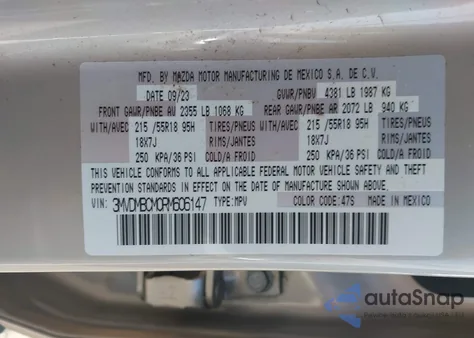 MFD. BY MAZDA MOTOR MANUFACTURING DE MEXICO S.A. DE C.V.
DATE 09/23 GVWR/PNBV 4381 LB 1987 KG
FRONT GAWR/PNBE AV 2355 LB 1068 KG REAR GAWR/PNBE AR 2072 LB 940 KG
WITH/AVEC 215 /55R18 95H TIRES/PNEUS WITH/AVEC 215 /55R18 95H TIRES/PNEUS
18X7J RIMS/JANTES 18X7J RIMS/JANTES
250 KPA/36 PSI COLD/A FROID 250 KPA/36 PSI COLD/A FROID
THIS VEHICLE CONFORMS TO ALL APPLICABLE FEDERAL MOTOR VEHICLE SAFETY AND THEFT
PREVENTION STANDARDS IN EFFECT ON THE DATE OF MANUFACTURE SHOWN ABOVE.
VIN: 3MVDMBCM0RM606147 TYPE: MPV COLOR CODE: 47S MADE IN MEXICO
autoSnap